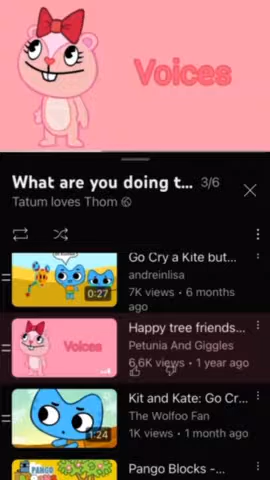 Voices
What are you doing t... 3/6
Tatum loves Thom
Go Cry a Kite but...
andreinlisa
7K views • 6 months
ago
0:27
Happy tree friends...
Petunia And Giggles
6,6K views • 1 year ago
Voices
Kit and Kate: Go Cr...
The Wolfoo Fan
1K views • 1 month ago
1:24
Pango Blocks -...
PANGO